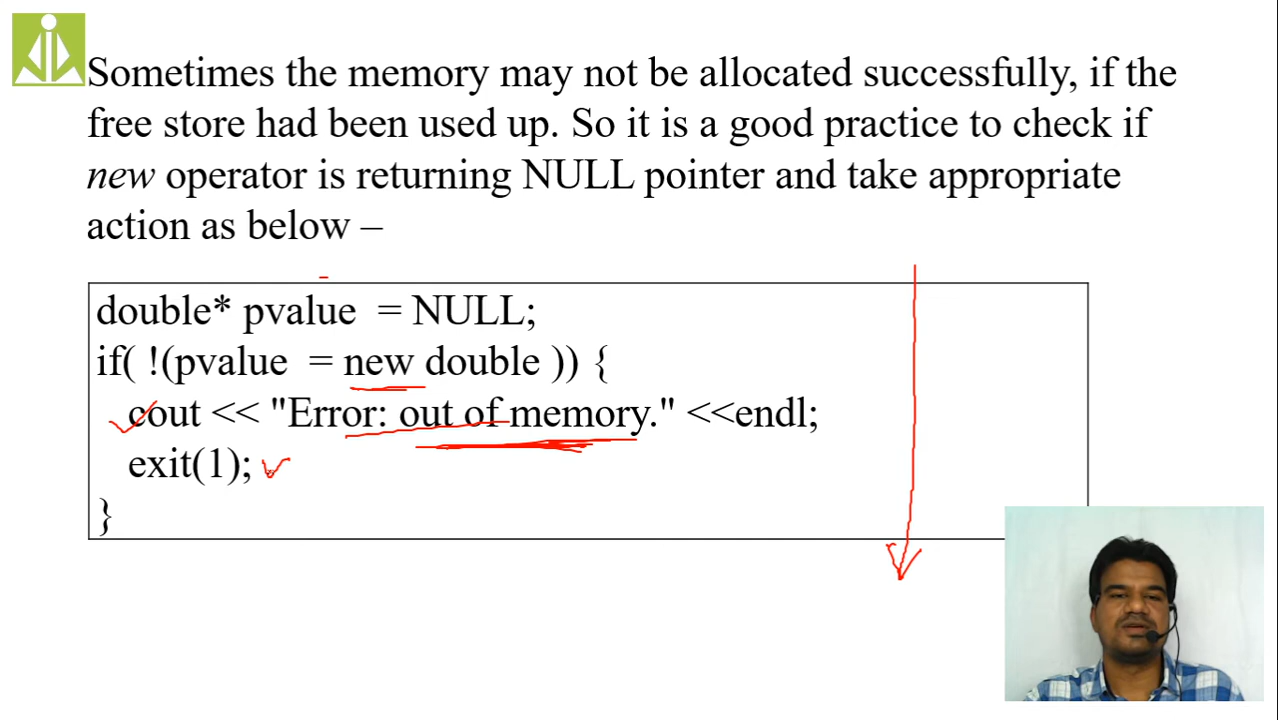 Sometimes the memory may not be allocated successfully, if the
free store had been used up. So it is a good practice to check if
new operator is returning NULL pointer and take appropriate
action as below –
double* pvalue = NULL;
if( !(pvalue = new double )) {
cout << "Error: out of memory." <<endl;
exit(1);
}